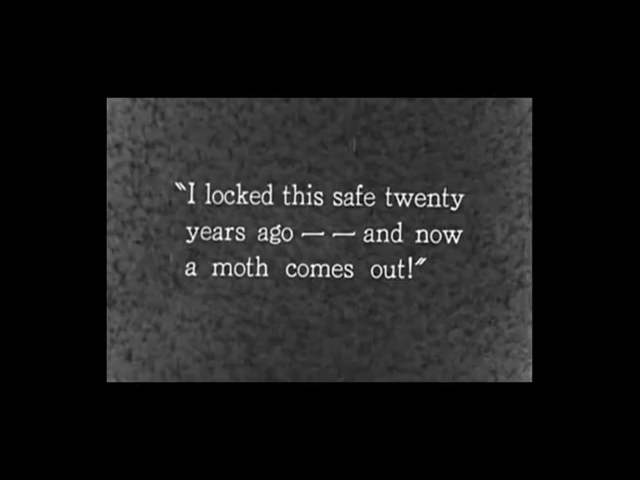 "I locked this safe twenty
years ago — — and now
a moth comes out!"